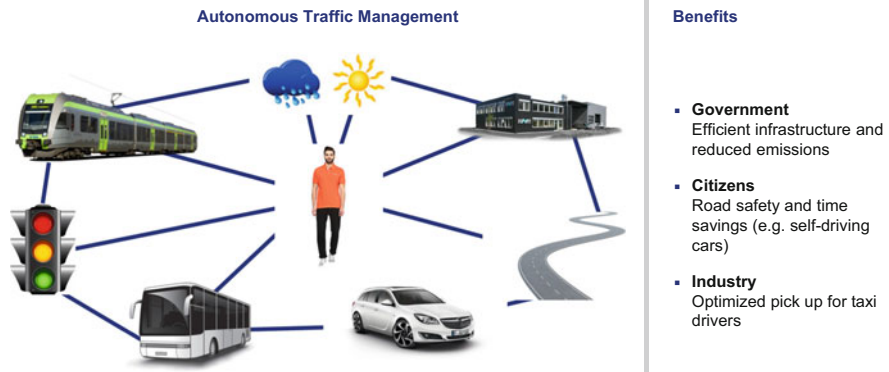 Autonomous Traffic Management
Benefits
▪ Government
Efficient infrastructure and
reduced emissions
▪ Citizens
Road safety and time
savings (e.g. self-driving
cars)
▪ Industry
Optimized pick up for taxi
drivers